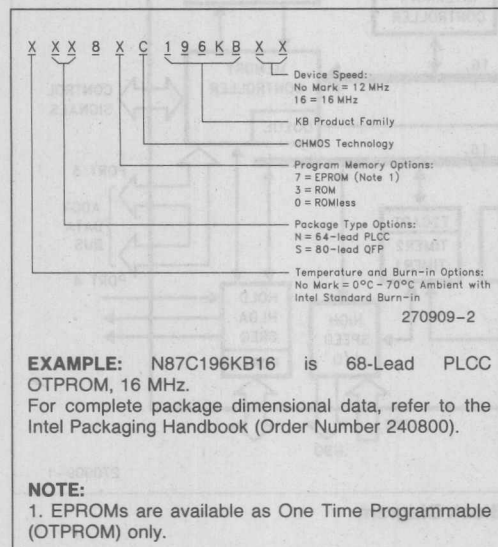 X XX 8 X C 196KB XX
Device Speed:
No Mark = 12 MHz
16 = 16 MHz
KB Product Family
CHMOS Technology
Program Memory Options:
7 = EPROM (Note 1)
3 = ROM
0 = ROMless
Package Type Options:
N = 64-lead PLCC
S = 80-lead QFP
Temperature and Burn-in Options:
No Mark = 0°C – 70°C Ambient with
Intel Standard Burn-in
270909–2
EXAMPLE: N87C196KB16 is 68-Lead PLCC
OTPROM, 16 MHz.
For complete package dimensional data, refer to the
Intel Packaging Handbook (Order Number 240800).
NOTE:
1. EPROMs are available as One Time Programmable
(OTPROM) only.